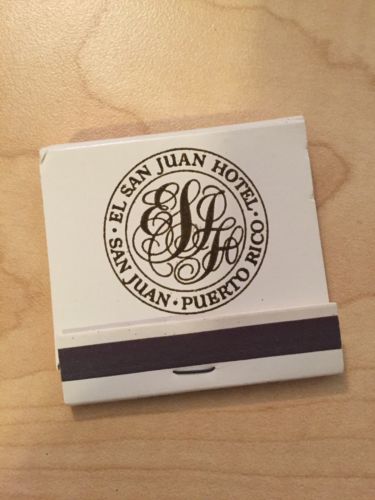 · EL SAN JUAN HOTEL ·
ESJH
SAN JUAN · PUERTO RICO